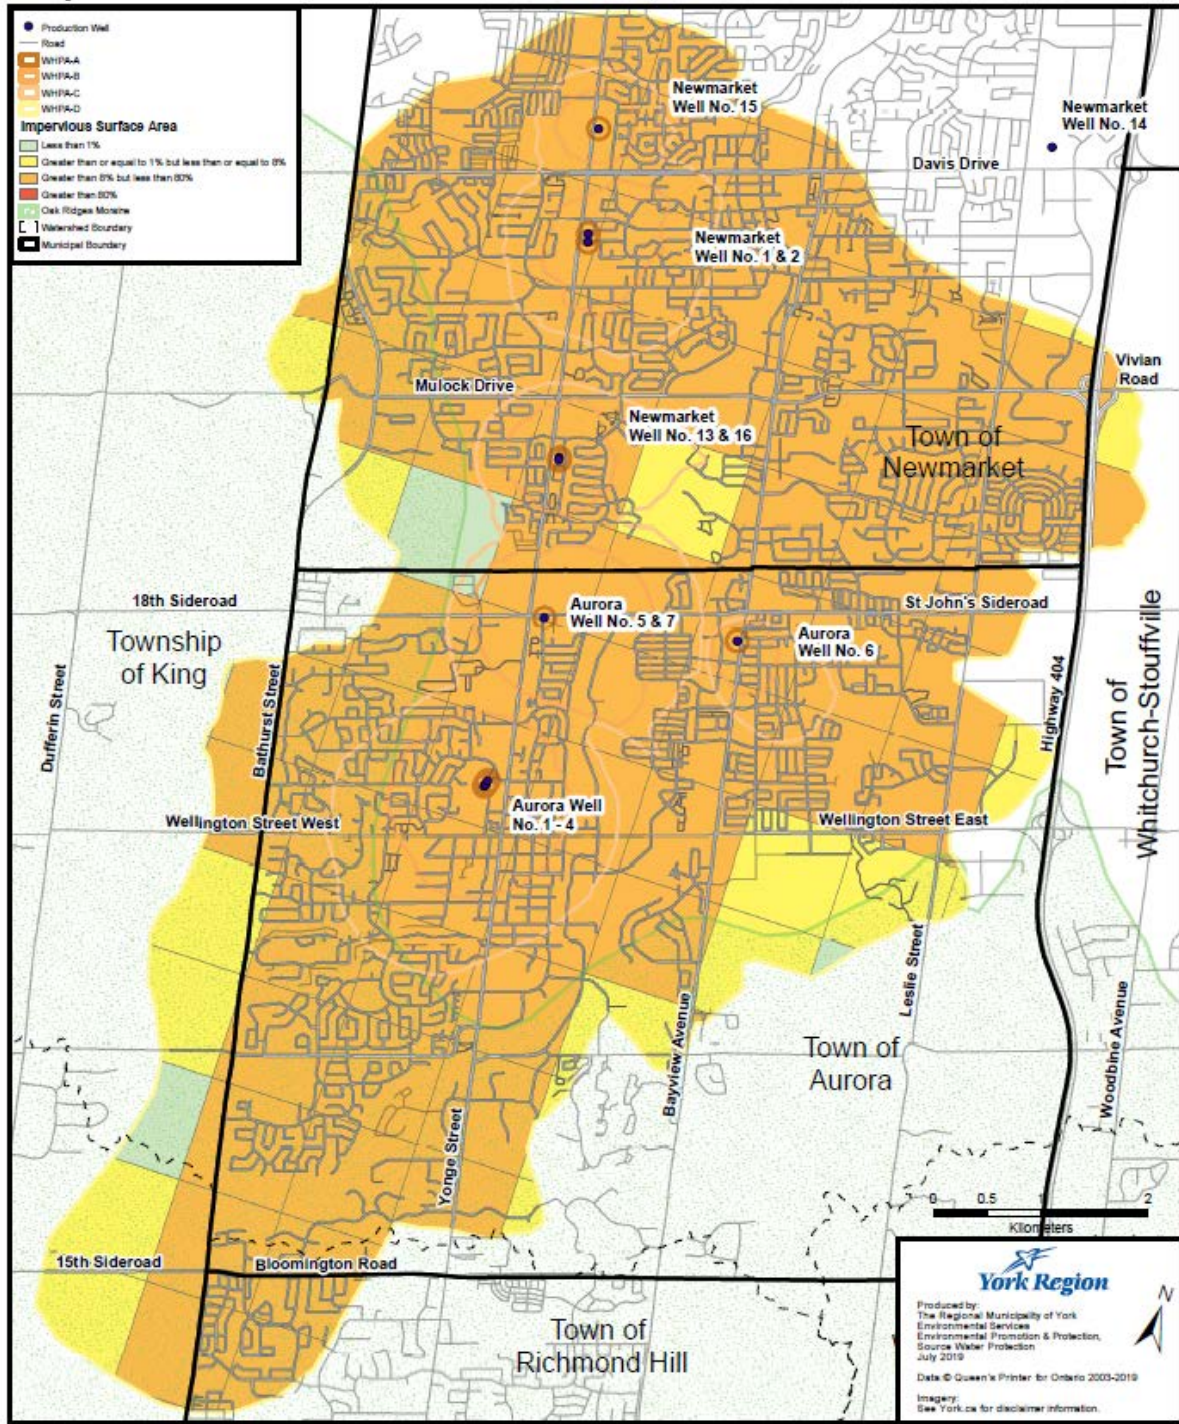 Production Well
Road
WHPA-A
WHPA-B
WHPA-C
WHPA-D
Impervious Surface Area
Less than 1%
Greater than or equal to 1% but less than or equal to 8%
Greater than 8% but less than 80%
Greater than 80%
Oak Ridges Moraine
Watershed Boundary
Municipal Boundary
Newmarket
Well No. 15
Newmarket
Well No. 14
Davis Drive
Newmarket
Well No. 1 & 2
Vivian
Road
Mulock Drive
Newmarket
Well No. 13 & 16
Town of
Newmarket
18th Sideroad
Aurora
Well No. 5 & 7
St John's Sideroad
Township
of King
Aurora
Well No. 6
Dufferin Street
Bathurst Street
Highway 404
Town of
Whitchurch-Stouffville
Aurora Well
No. 1 - 4
Wellington Street West
Wellington Street East
Leslie Street
Bayview Avenue
Town of
Aurora
Woodbine Avenue
Yonge Street
0 0.5 1 2
Kilometers
15th Sideroad
Bloomington Road
Town of
Richmond Hill
York Region
N
Produced by:
The Regional Municipality of York
Environmental Services
Environmental Promotion & Protection,
Source Water Protection
July 2019
Data © Queen's Printer for Ontario 2003-2019
Imagery:
See York.ca for disclaimer information.